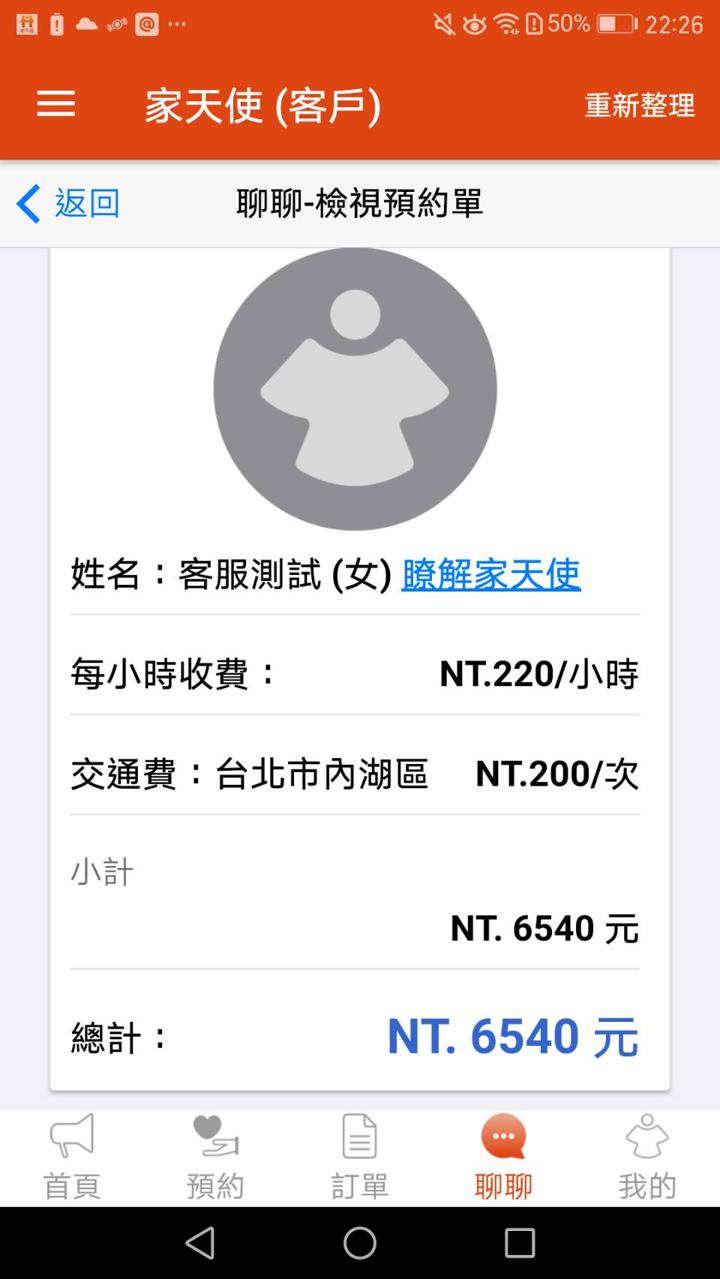 50% 22:26
家天使 (客戶) 重新整理
返回 聊聊-檢視預約單
姓名：客服測試 (女) 瞭解家天使
每小時收費： NT.220/小時
交通費：台北市內湖區 NT.200/次
小計
NT. 6540 元
總計： NT. 6540 元
首頁 預約 訂單 聊聊 我的